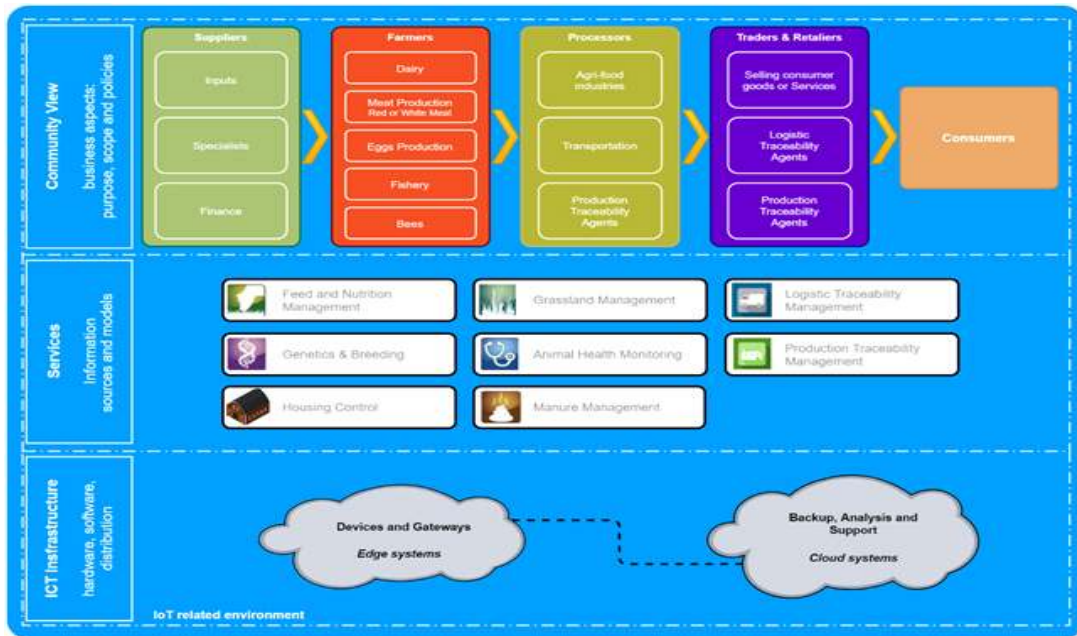 Community View
business aspects:
purpose, scope and policies
Suppliers
Inputs
Specialists
Finance
Farmers
Dairy
Meat Production
Red or White Meat
Eggs Production
Fishery
Bees
Processors
Agri-food
industries
Transportation
Production
Traceability
Agents
Traders & Retaliers
Selling consumer
goods or Services
Logistic
Traceability
Agents
Production
Traceability
Agents
Consumers
Services
Information
sources and models
Feed and Nutrition
Management
Grassland Management
Logistic Traceability
Management
Genetics & Breeding
Animal Health Monitoring
Production Traceability
Management
Housing Control
Manure Management
ICT Insfrastructure
hardware, software,
distribution
Devices and Gateways
Edge systems
Backup, Analysis and
Support
Cloud systems
IoT related environment